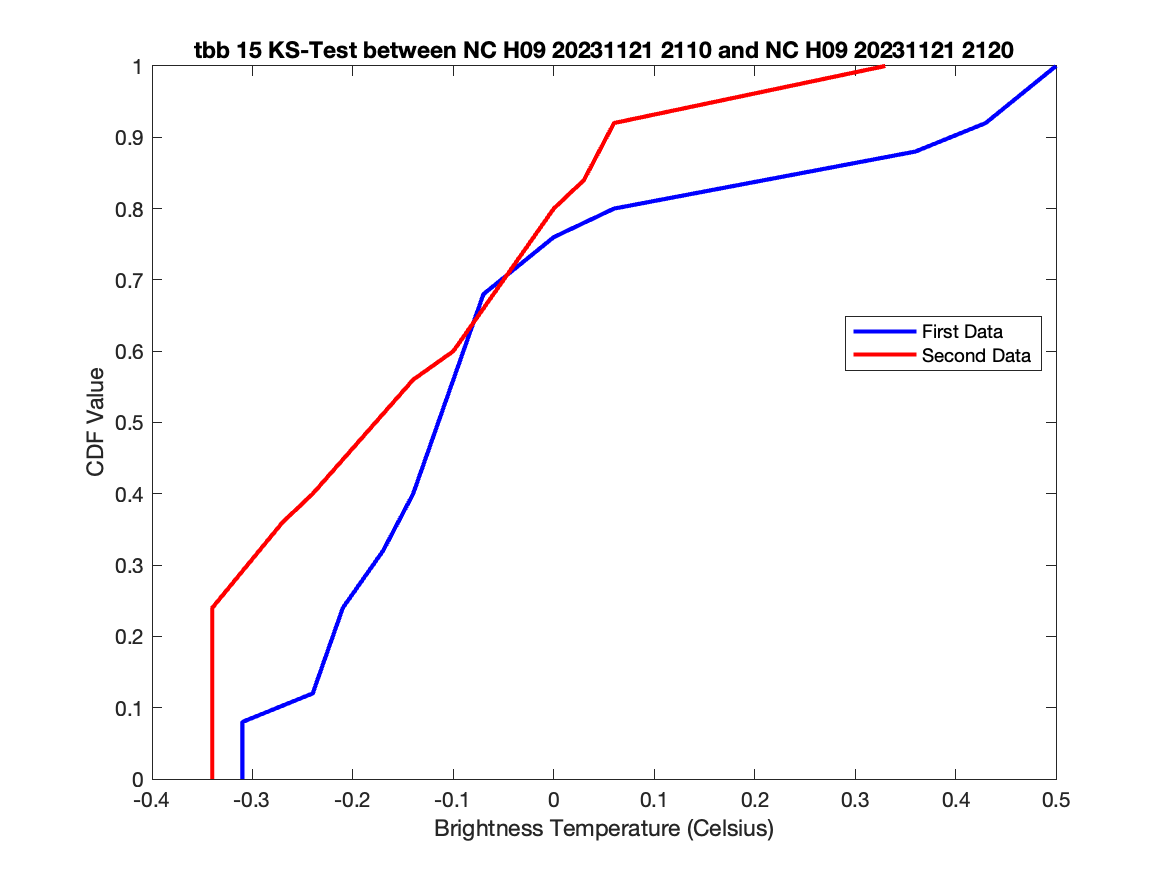 tbb 15 KS-Test between NC H09 20231121 2110 and NC H09 20231121 2120
1
0.9
0.8
0.7
0.6
0.5
0.4
0.3
0.2
0.1
0
CDF Value
First Data
Second Data
-0.4 -0.3 -0.2 -0.1 0 0.1 0.2 0.3 0.4 0.5
Brightness Temperature (Celsius)